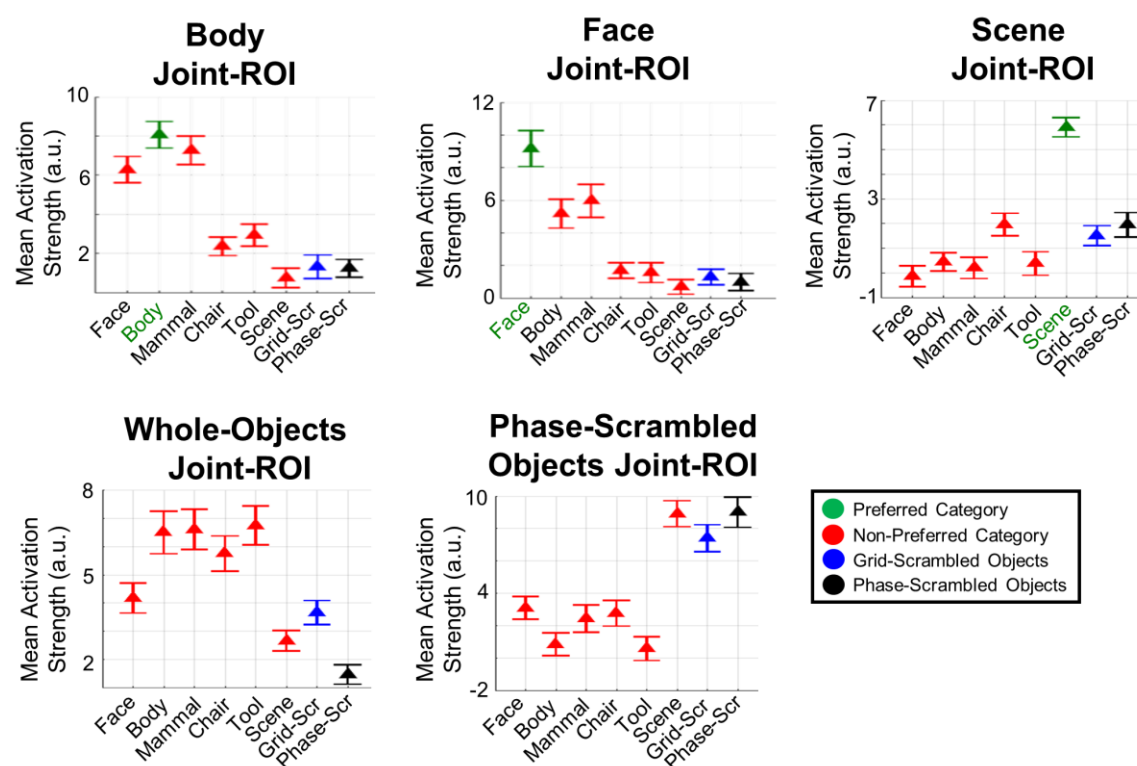 Body
Joint-ROI
Mean Activation
Strength (a.u.)
10
6
2
Face
Body
Mammal
Chair
Tool
Scene
Grid-Scr
Phase-Scr
Face
Joint-ROI
Mean Activation
Strength (a.u.)
12
6
0
Face
Body
Mammal
Chair
Tool
Scene
Grid-Scr
Phase-Scr
Scene
Joint-ROI
Mean Activation
Strength (a.u.)
7
3
-1
Face
Body
Mammal
Chair
Tool
Scene
Grid-Scr
Phase-Scr
Whole-Objects
Joint-ROI
Mean Activation
Strength (a.u.)
8
5
2
Face
Body
Mammal
Chair
Tool
Scene
Grid-Scr
Phase-Scr
Phase-Scrambled
Objects Joint-ROI
Mean Activation
Strength (a.u.)
10
4
-2
Face
Body
Mammal
Chair
Tool
Scene
Grid-Scr
Phase-Scr
Preferred Category
Non-Preferred Category
Grid-Scrambled Objects
Phase-Scrambled Objects